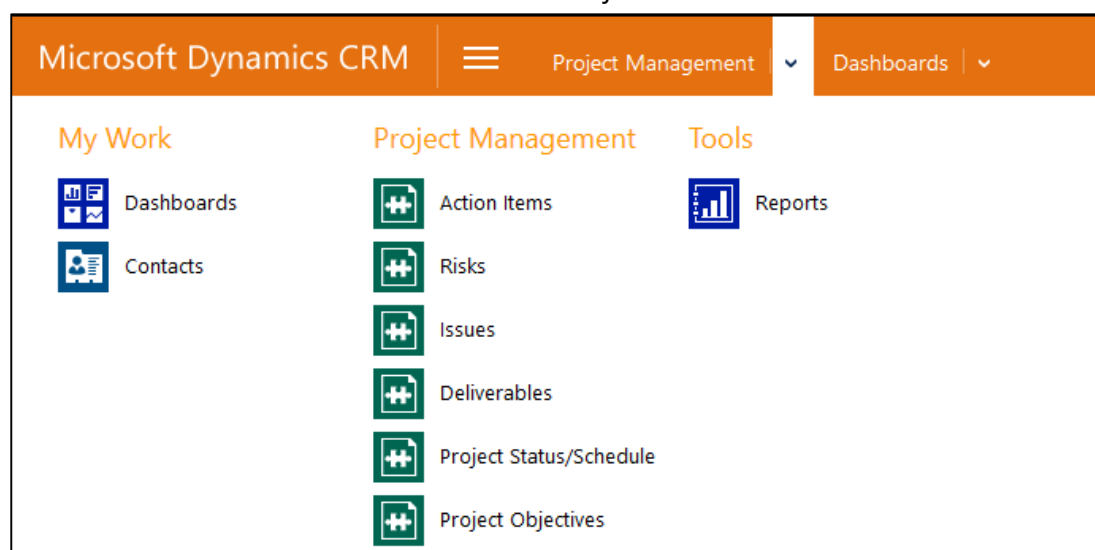 Microsoft Dynamics CRM Project Management Dashboards
My Work Project Management Tools
Dashboards Action Items Reports
Contacts Risks
Issues
Deliverables
Project Status/Schedule
Project Objectives